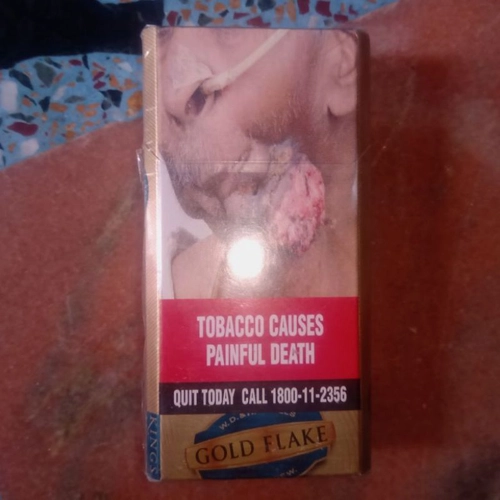 TOBACCO CAUSES
PAINFUL DEATH
QUIT TODAY CALL 1800-11-2356
GOLD FLAKE
KINGS